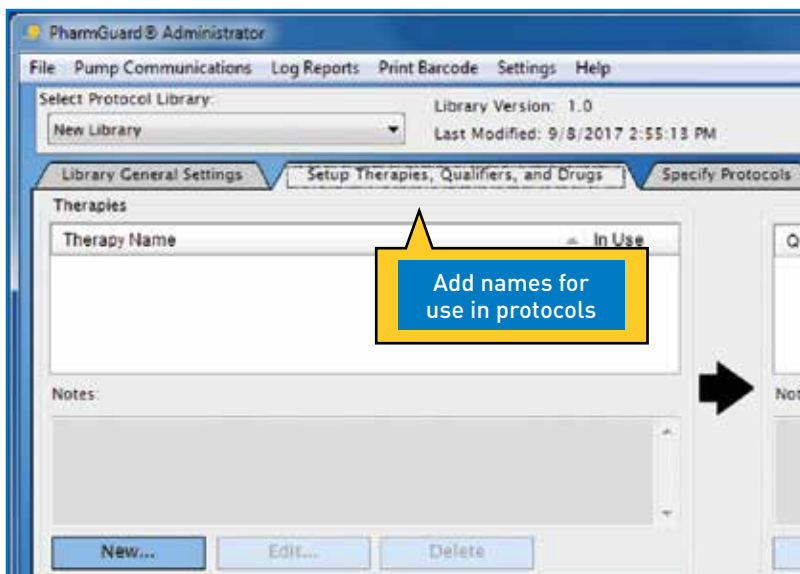 PharmGuard® Administrator
File Pump Communications Log Reports Print Barcode Settings Help
Select Protocol Library:
Library Version: 1.0
New Library
Last Modified: 9/8/2017 2:55:13 PM
Library General Settings Setup Therapies, Qualifiers, and Drugs Specify Protocols
Therapies
Therapy Name In Use
Add names for
use in protocols
Notes:
New... Edit... Delete